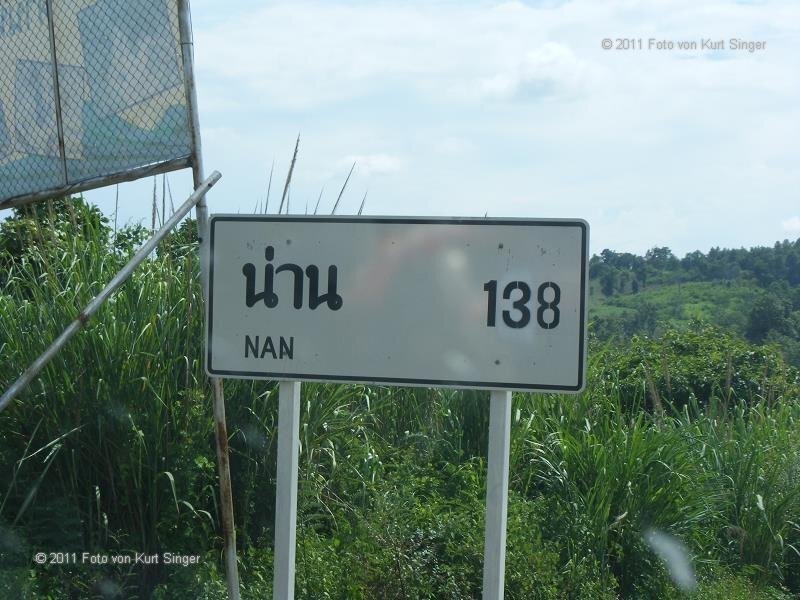 © 2011 Foto von Kurt Singer
น่าน 138
NAN
© 2011 Foto von Kurt Singer